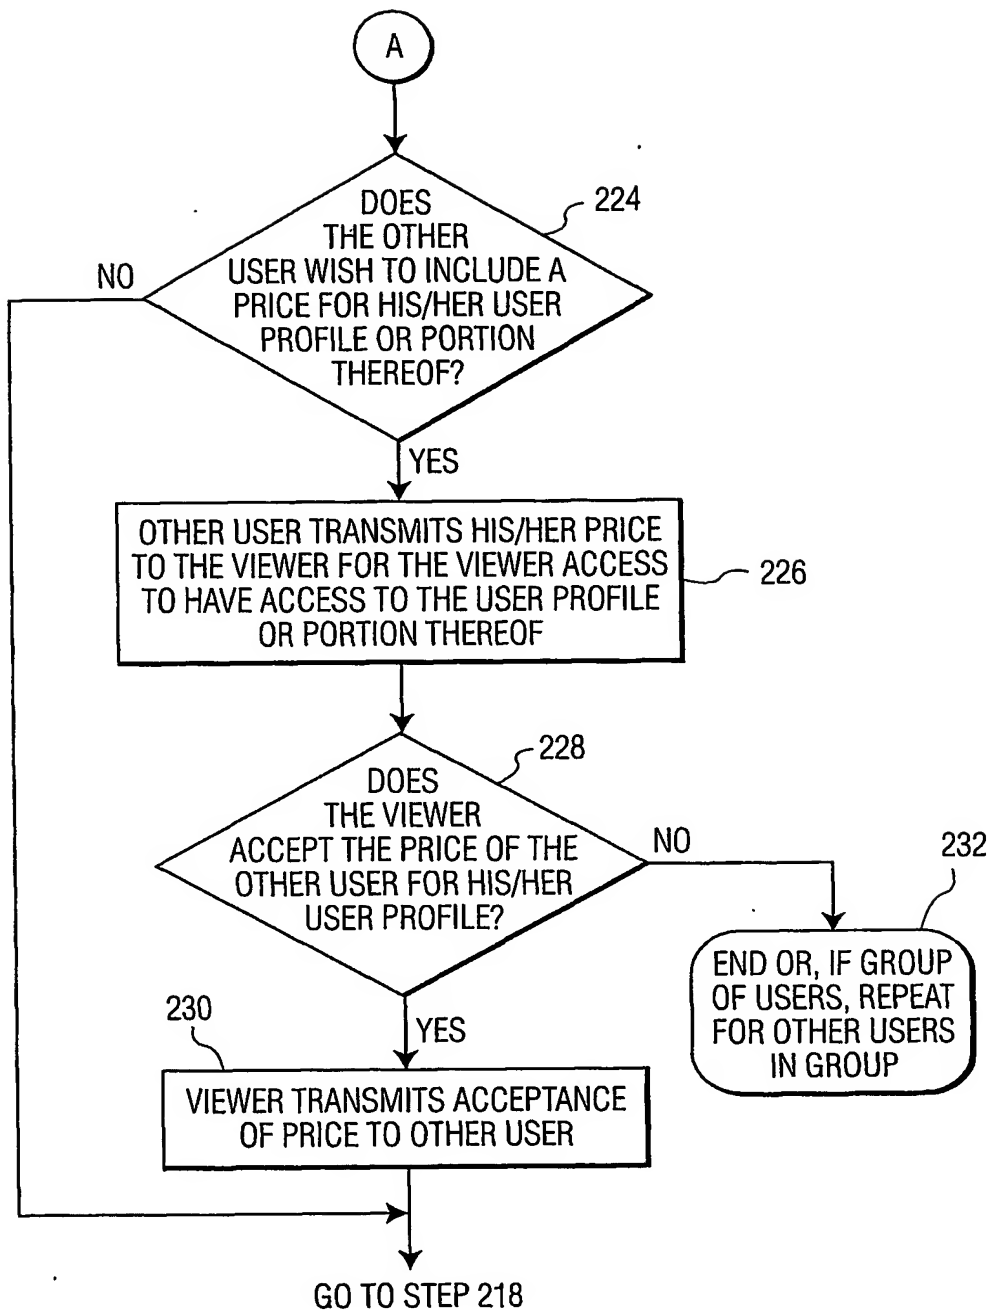 A
DOES
THE OTHER
USER WISH TO INCLUDE A
PRICE FOR HIS/HER USER
PROFILE OR PORTION
THEREOF?
224
NO
YES
OTHER USER TRANSMITS HIS/HER PRICE
TO THE VIEWER FOR THE VIEWER ACCESS
TO HAVE ACCESS TO THE USER PROFILE
OR PORTION THEREOF
226
DOES
THE VIEWER
ACCEPT THE PRICE OF THE
OTHER USER FOR HIS/HER
USER PROFILE?
228
NO
232
END OR, IF GROUP
OF USERS, REPEAT
FOR OTHER USERS
IN GROUP
YES
230
VIEWER TRANSMITS ACCEPTANCE
OF PRICE TO OTHER USER
GO TO STEP 218